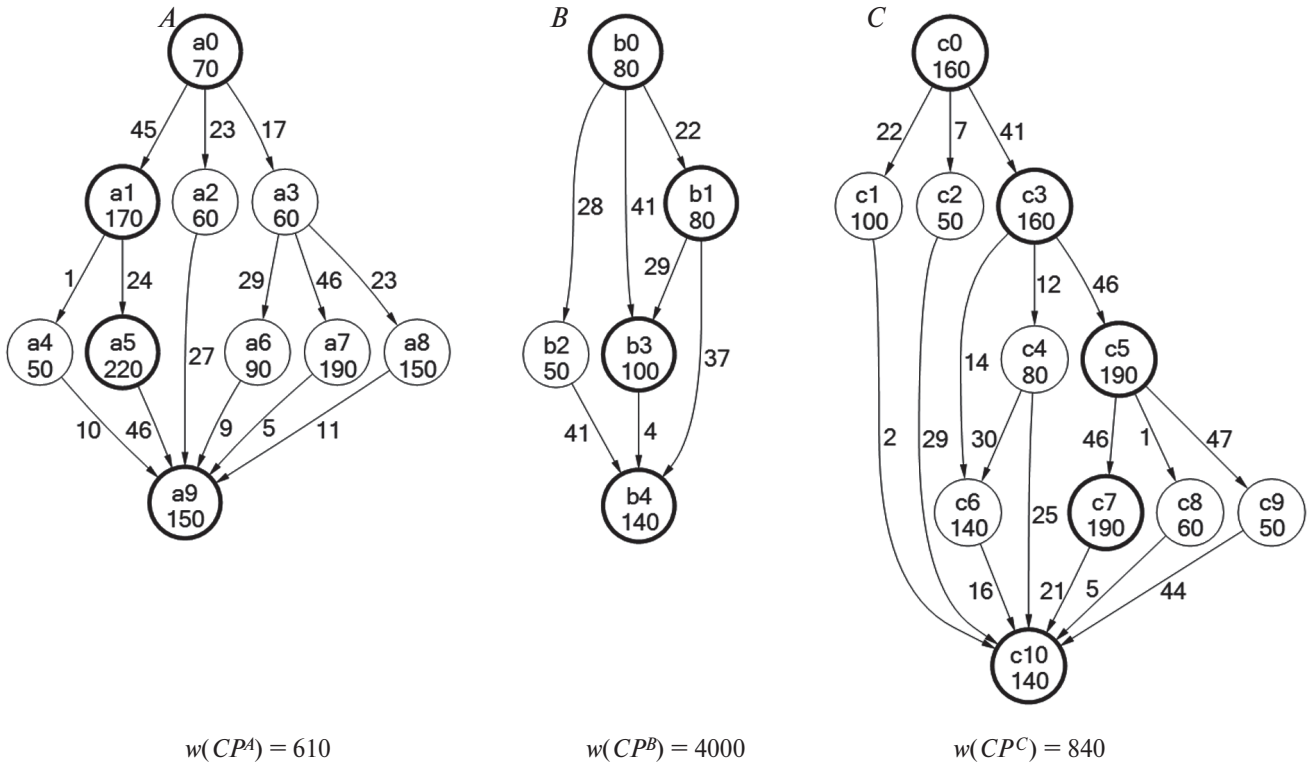 A
B
C
a0
70
b0
80
c0
160
45
23
17
22
22
7
41
a1
170
a2
60
a3
60
28
41
b1
80
c1
100
c2
50
c3
160
1
24
29
46
23
29
12
46
a4
50
a5
220
27
a6
90
a7
190
a8
150
b2
50
b3
100
37
14
c4
80
c5
190
10
46
9
5
11
41
4
2
29
30
46
1
47
a9
150
b4
140
c6
140
25
c7
190
c8
60
c9
50
16
21
5
44
c10
140
w(CPA) = 610
w(CPB) = 4000
w(CPC) = 840